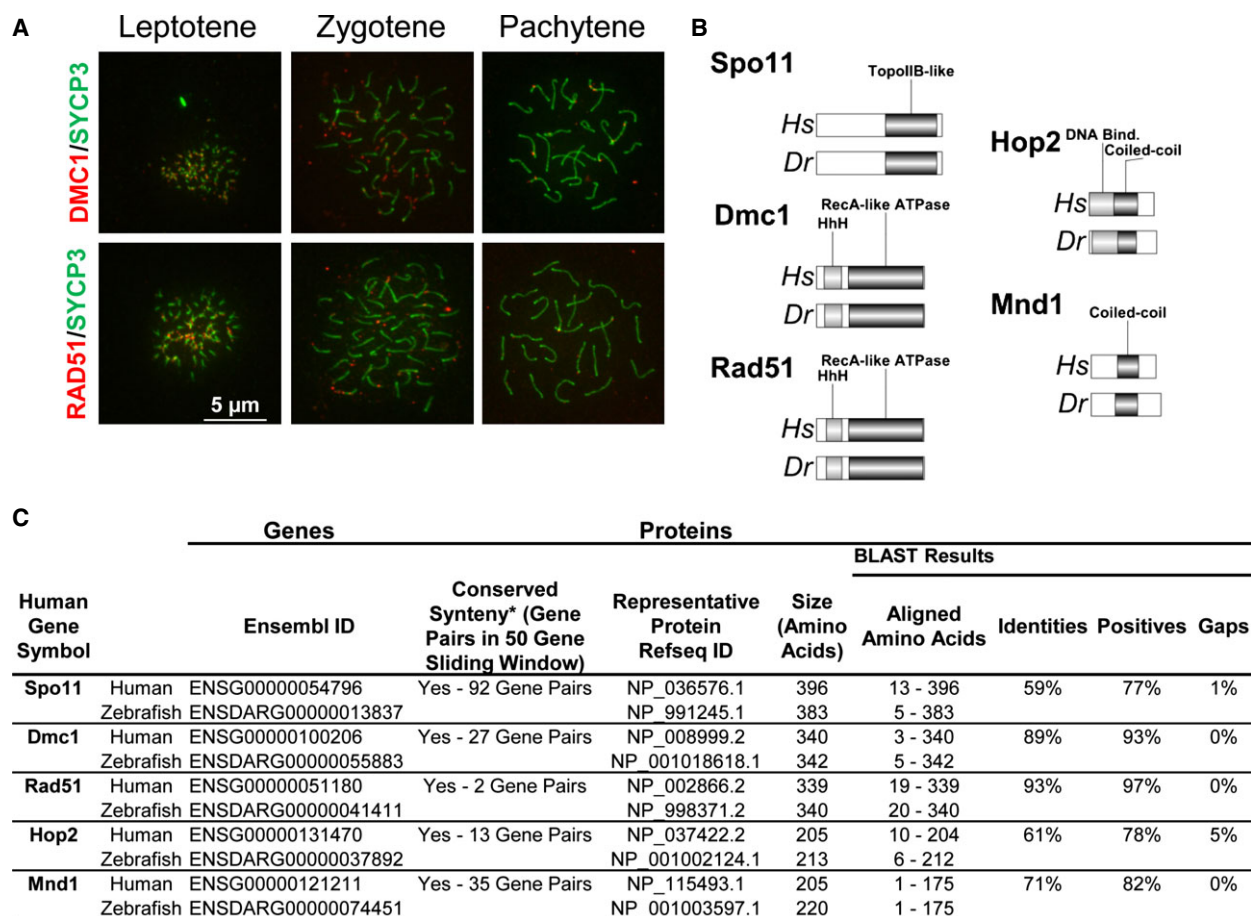 A
Leptotene Zygotene Pachytene
DMC1/SYCP3
RAD51/SYCP3
5 µm
B
Spo11
TopoIIB-like
Hs
Dr
Dmc1
RecA-like ATPase
HhH
Hs
Dr
Rad51
RecA-like ATPase
HhH
Hs
Dr
Hop2
DNA Bind.
Coiled-coil
Hs
Dr
Mnd1
Coiled-coil
Hs
Dr
C
Genes Proteins
BLAST Results
Human
Gene
Symbol
Ensembl ID
Conserved
Synteny* (Gene
Pairs in 50 Gene
Sliding Window)
Representative
Protein
Refseq ID
Size
(Amino
Acids)
Aligned
Amino Acids
Identities Positives Gaps
Spo11 Human ENSG00000054796 Yes - 92 Gene Pairs NP_036576.1 396 13 - 396 59% 77% 1%
Zebrafish ENSDARG00000013837 NP_991245.1 383 5 - 383
Dmc1 Human ENSG00000100206 Yes - 27 Gene Pairs NP_008999.2 340 3 - 340 89% 93% 0%
Zebrafish ENSDARG00000055883 NP_001018618.1 342 5 - 342
Rad51 Human ENSG00000051180 Yes - 2 Gene Pairs NP_002866.2 339 19 - 339 93% 97% 0%
Zebrafish ENSDARG00000041411 NP_998371.2 340 20 - 340
Hop2 Human ENSG00000131470 Yes - 13 Gene Pairs NP_037422.2 205 10 - 204 61% 78% 5%
Zebrafish ENSDARG00000037892 NP_001002124.1 213 6 - 212
Mnd1 Human ENSG00000121211 Yes - 35 Gene Pairs NP_115493.1 205 1 - 175 71% 82% 0%
Zebrafish ENSDARG00000074451 NP_001003597.1 220 1 - 175